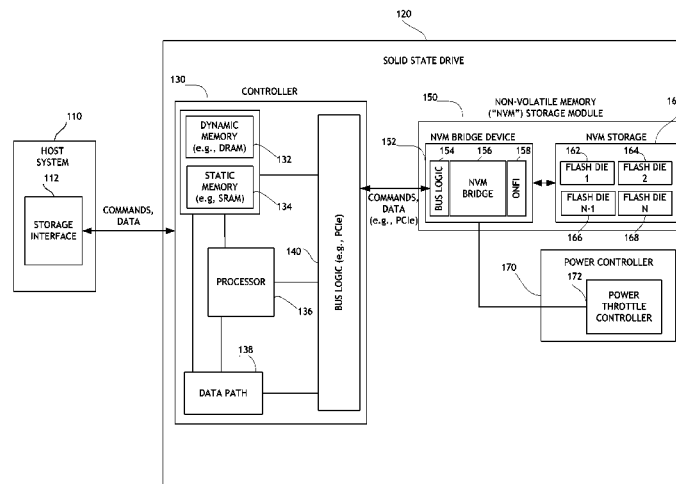 120
SOLID STATE DRIVE
110
HOST
SYSTEM
112
STORAGE
INTERFACE
COMMANDS,
DATA
130
CONTROLLER
DYNAMIC
MEMORY
(e.g., DRAM)
132
STATIC
MEMORY
(e.g, SRAM)
134
PROCESSOR
136
138
DATA PATH
140
BUS LOGIC (e.g., PCIe)
COMMANDS,
DATA
(e.g., PCIe)
150
NON-VOLATILE MEMORY
("NVM") STORAGE MODULE
152
NVM BRIDGE DEVICE
154
156
158
BUS LOGIC
NVM
BRIDGE
ONFI
NVM STORAGE
162
164
FLASH DIE
1
FLASH DIE
2
FLASH DIE
N-1
FLASH DIE
N
166
168
170
POWER CONTROLLER
172
POWER
THROTTLE
CONTROLLER